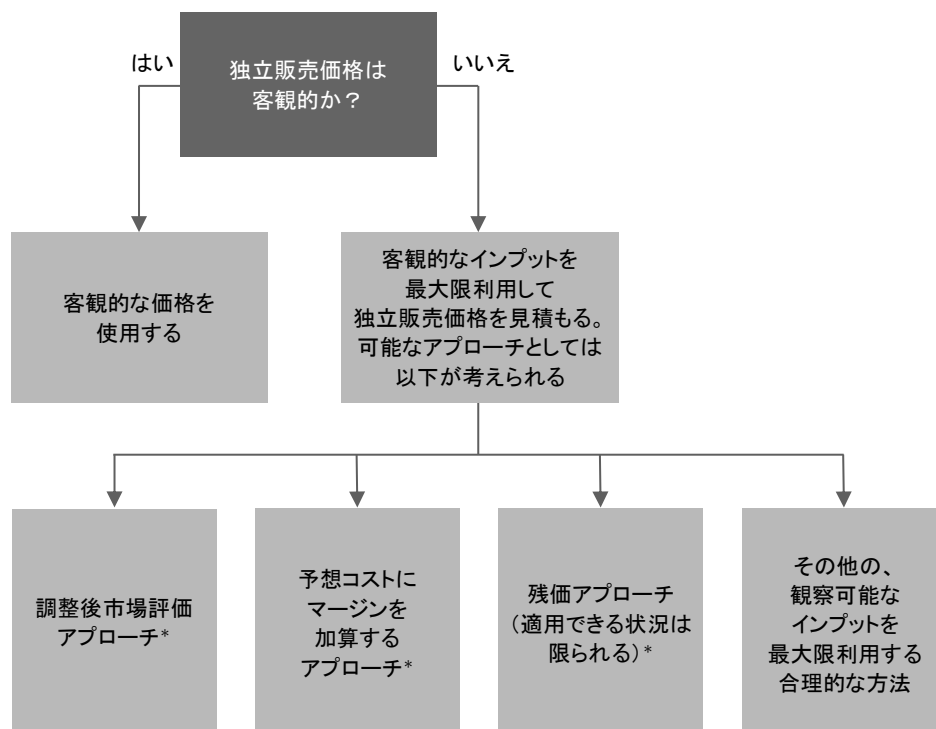 はい
独立販売価格は
客観的か?
いいえ
客観的な価格を
使用する
客観的なインプットを
最大限利用して
独立販売価格を見積もる。
可能なアプローチとしては
以下が考えられる
調整後市場評価
アプローチ*
予想コストに
マージンを
加算する
アプローチ*
残価アプローチ
(適用できる状況は
限られる)*
その他の、
観察可能な
インプットを
最大限利用する
合理的な方法